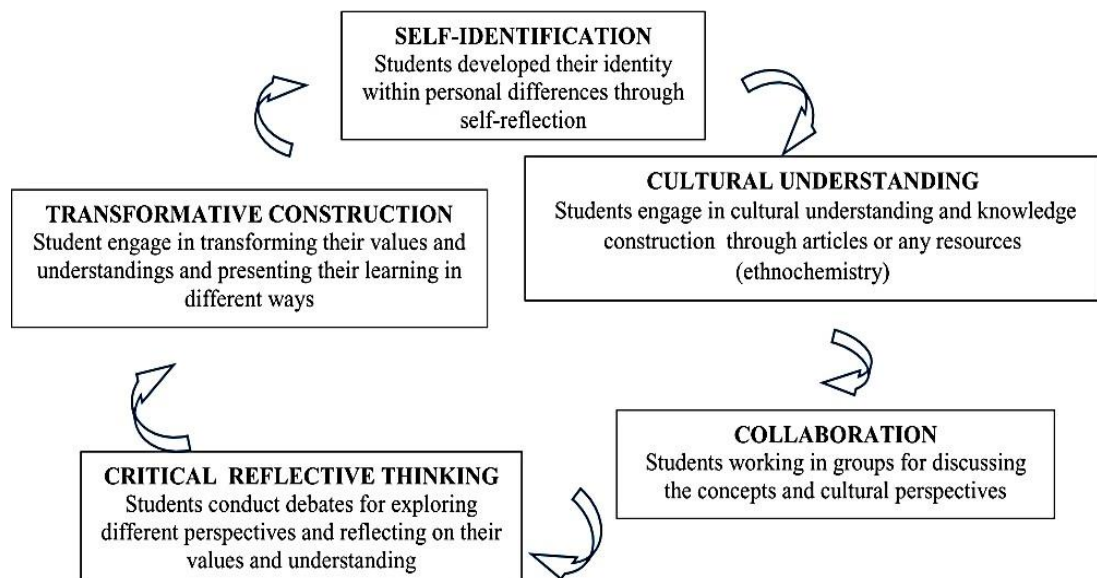 SELF-IDENTIFICATION
Students developed their identity
within personal differences through
self-reflection
CULTURAL UNDERSTANDING
Students engage in cultural understanding and knowledge
construction through articles or any resources
(ethnochemistry)
COLLABORATION
Students working in groups for discussing
the concepts and cultural perspectives
CRITICAL REFLECTIVE THINKING
Students conduct debates for exploring
different perspectives and reflecting on their
values and understanding
TRANSFORMATIVE CONSTRUCTION
Student engage in transforming their values and
understandings and presenting their learning in
different ways